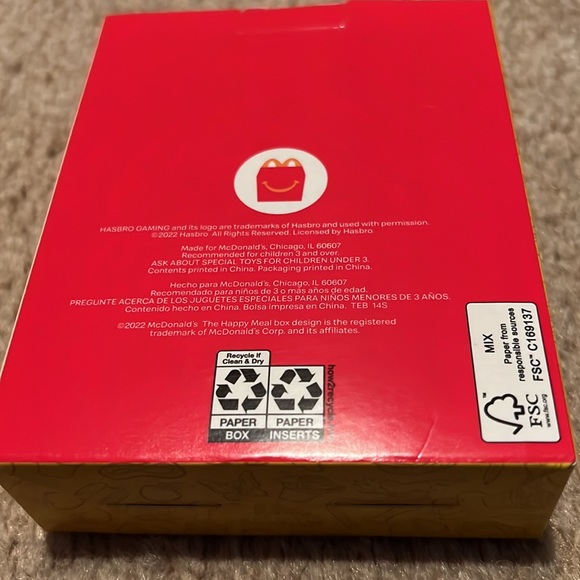 HASBRO GAMING and its logo are trademarks of Hasbro and used with permission.
©2022 Hasbro. All Rights Reserved. Licensed by Hasbro.
Made for McDonald's, Chicago, IL 60607
Recommended for children 3 and over.
ASK ABOUT SPECIAL TOYS FOR CHILDREN UNDER 3.
Contents printed in China. Packaging printed in China.
Hecho para McDonald's, Chicago, IL 60607
Recomendado para niños de 3 o más años de edad.
PREGUNTE ACERCA DE LOS JUGUETES ESPECIALES PARA NIÑOS MENORES DE 3 AÑOS.
Contenido hecho en China. Bolsa impresa en China. TEB 14S
©2022 McDonald's The Happy Meal box design is the registered
trademark of McDonald's Corp. and its affiliates.
Recycle if
Clean & Dry
PAPER
BOX
PAPER
INSERTS
how2recycle
MIX
Paper from
responsible sources
FSC™ C169137
™
FSC
www.fsc.org